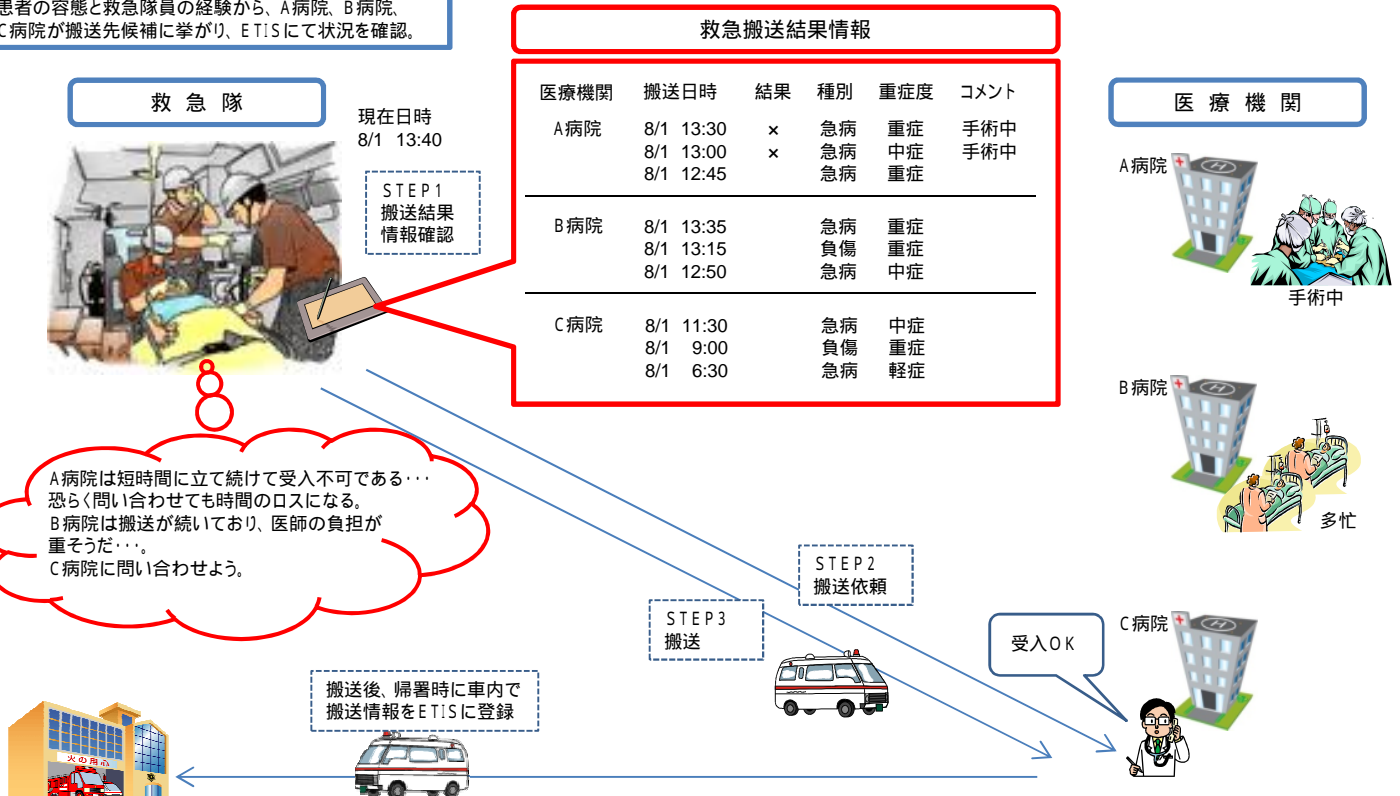 患者の容態と救急隊員の経験から、A病院、B病院、
C病院が搬送先候補に挙がり、ETISにて状況を確認。
救急搬送結果情報
救 急 隊
現在日時
8/1 13:40
STEP1
搬送結果
情報確認
医療機関 搬送日時 結果 種別 重症度 コメント
A病院 8/1 13:30 × 急病 重症 手術中
8/1 13:00 × 急病 中症 手術中
8/1 12:45 急病 重症
B病院 8/1 13:35 急病 重症
8/1 13:15 負傷 重症
8/1 12:50 急病 中症
C病院 8/1 11:30 急病 中症
8/1 9:00 負傷 重症
8/1 6:30 急病 軽症
医 療 機 関
A病院
手術中
B病院
多忙
C病院
受入OK
A病院は短時間に立て続けて受入不可である・・・
恐らく問い合わせても時間のロスになる。
B病院は搬送が続いており、医師の負担が
重そうだ・・・。
C病院に問い合わせよう。
STEP2
搬送依頼
STEP3
搬送
搬送後、帰署時に車内で
搬送情報をETISに登録
火の用心